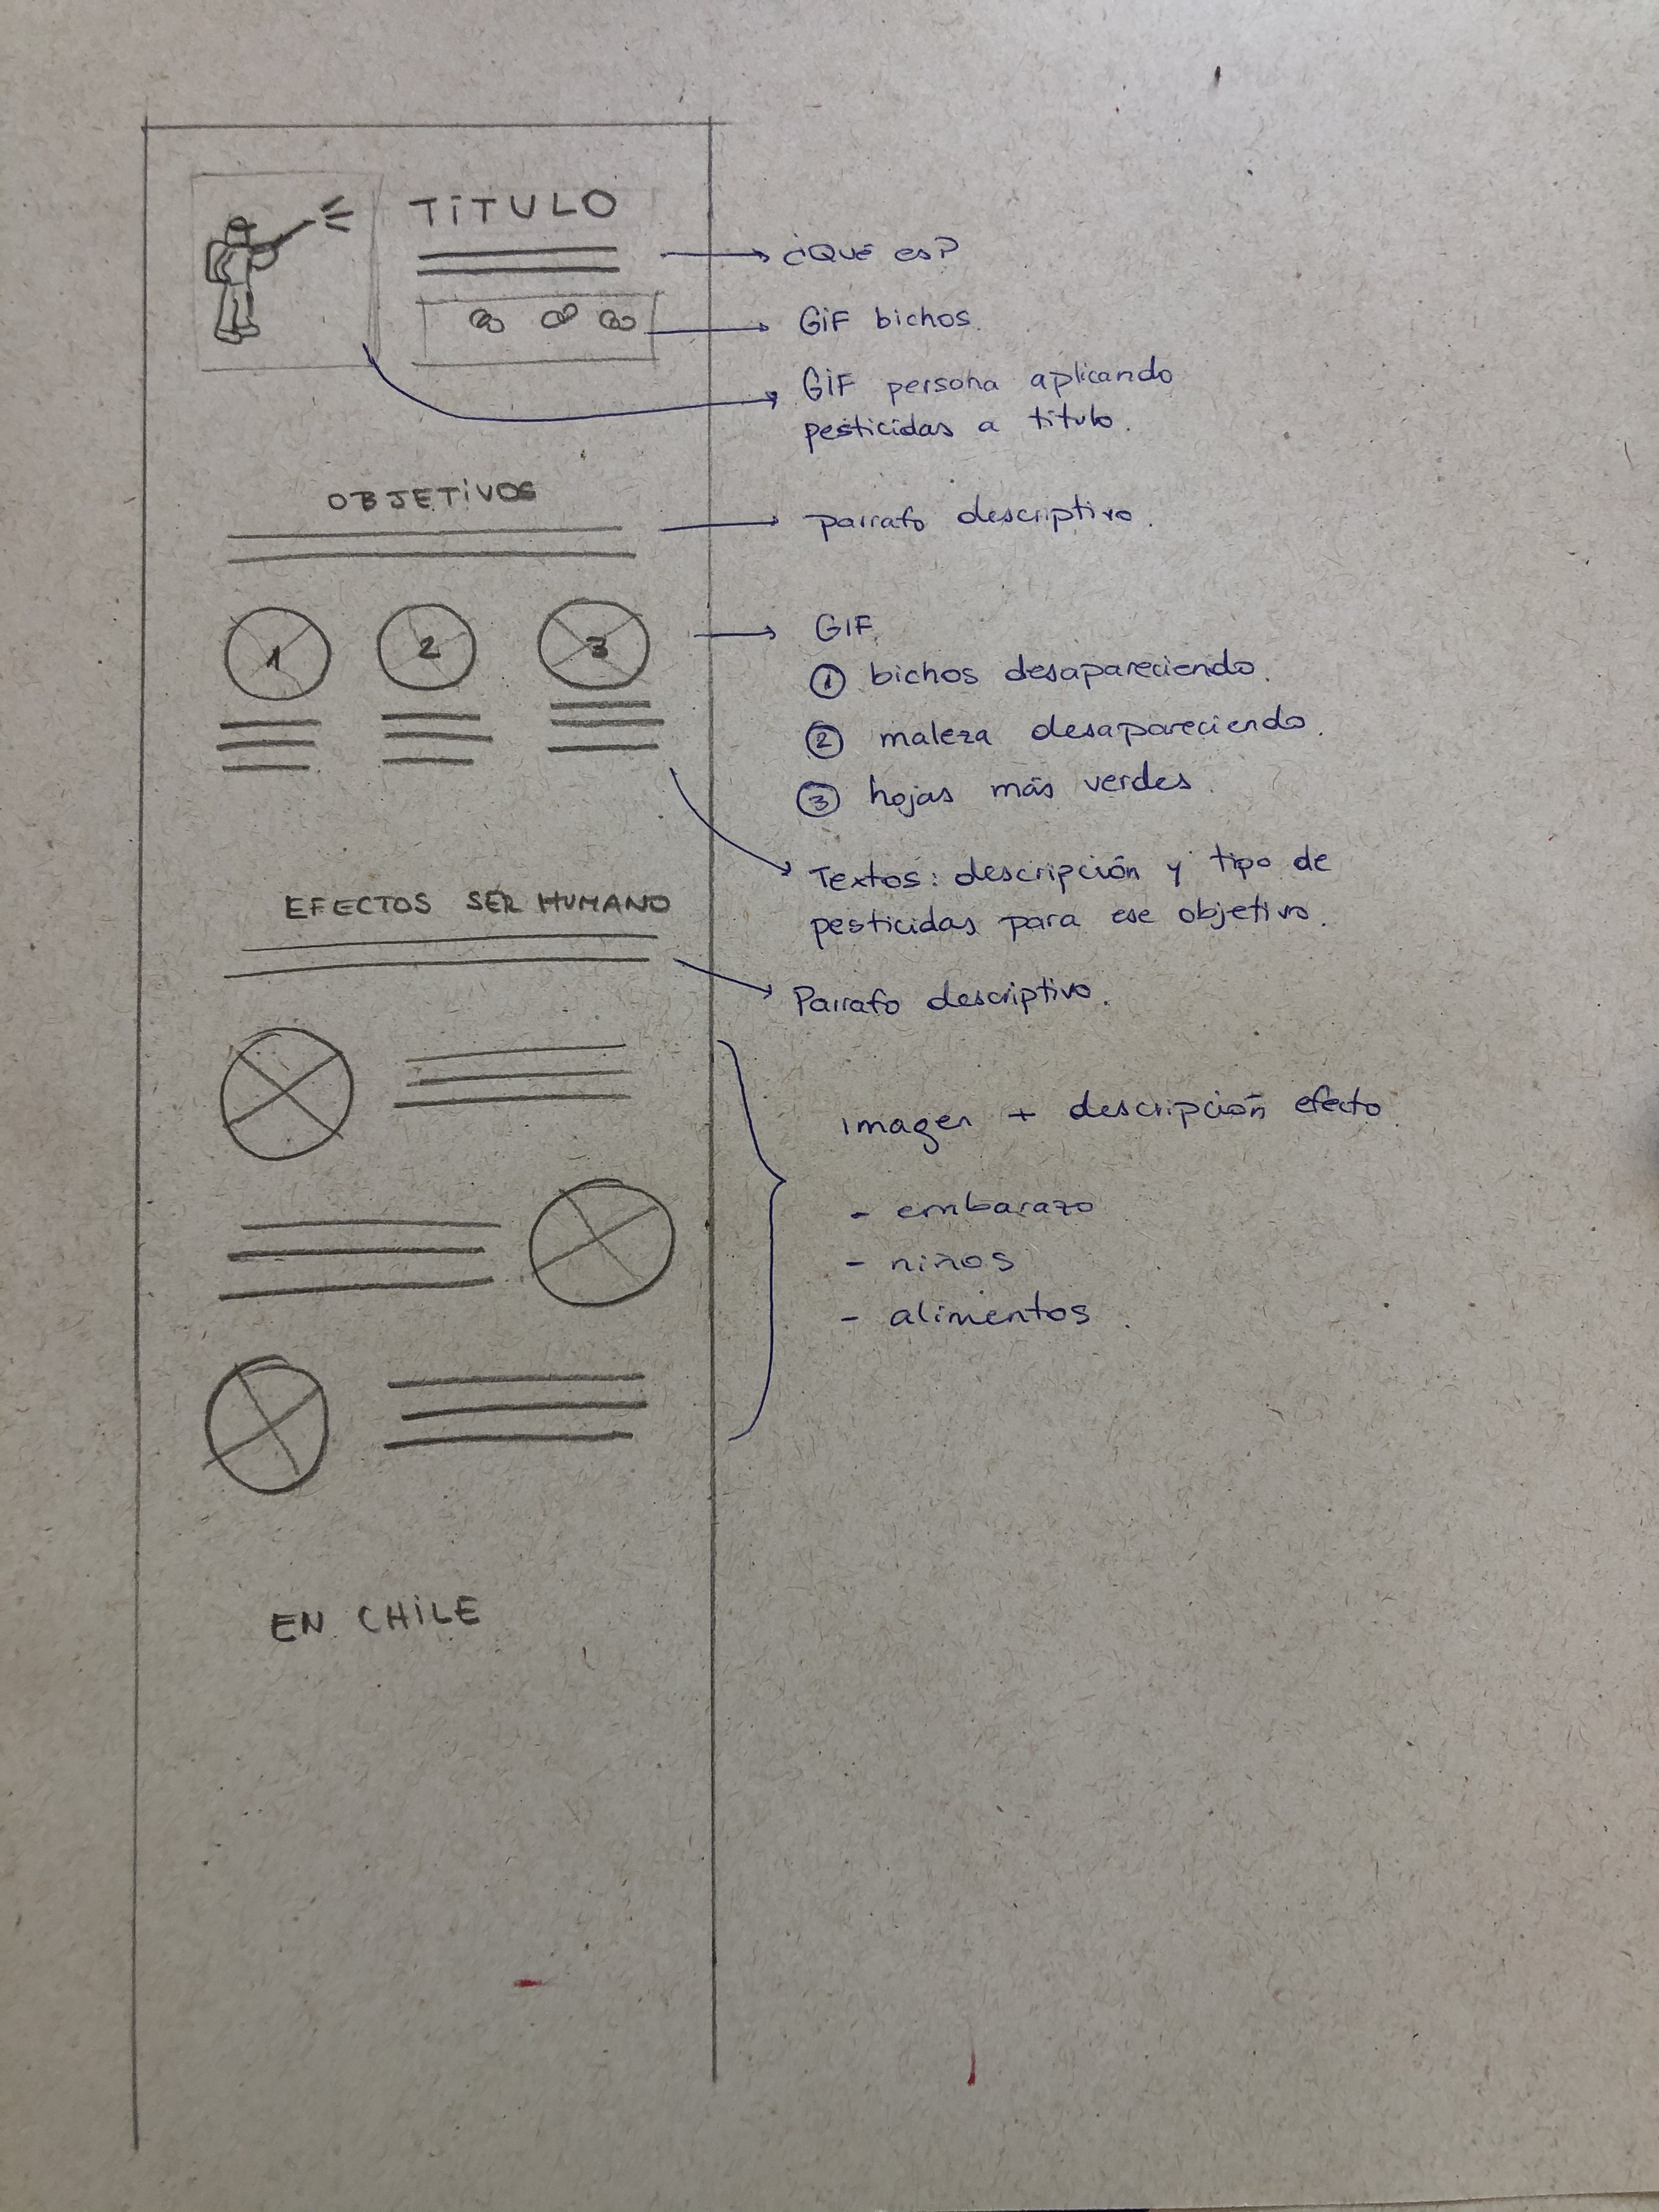 TiTULO
¿QUÉ es?
GiF bichos.
GiF persona aplicando
pesticidas a título.
OBJETiVOS
parrafo descriptivo.
1 2 3
GIF.
① bichos desapareciendo.
② maleza desapareciendo.
③ hojas más verdes.
Textos: descripción y tipo de
pesticidas para ese objetivo.
EFECTOS SER HUMANO
Parrafo descriptivo.
imagen + descripción efecto.
- embarazo
- niños
- alimentos.
EN CHiLE